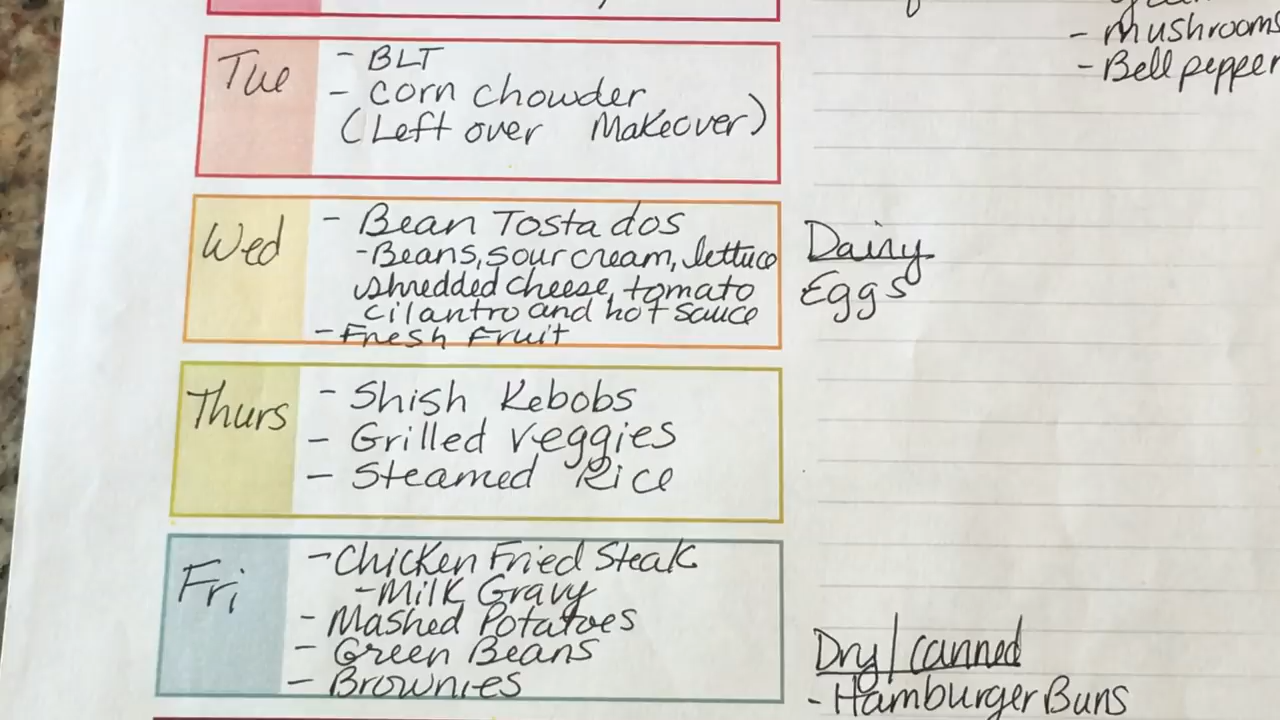 - mushrooms
- Bell pepper
Tue
- BLT
- corn chowder
(Left over Makeover)
Wed
- Bean Tostados
- Beans, sour cream, lettuce
shredded cheese, tomato
cilantro and hot sauce
- Fresh Fruit
Dairy
Eggs
Thurs
- Shish Kebobs
- Grilled veggies
- Steamed Rice
Fri
- Chicken Fried Steak
- Milk Gravy
- Mashed Potatoes
- Green Beans
- Brownies
Dry/canned
- Hamburger Buns